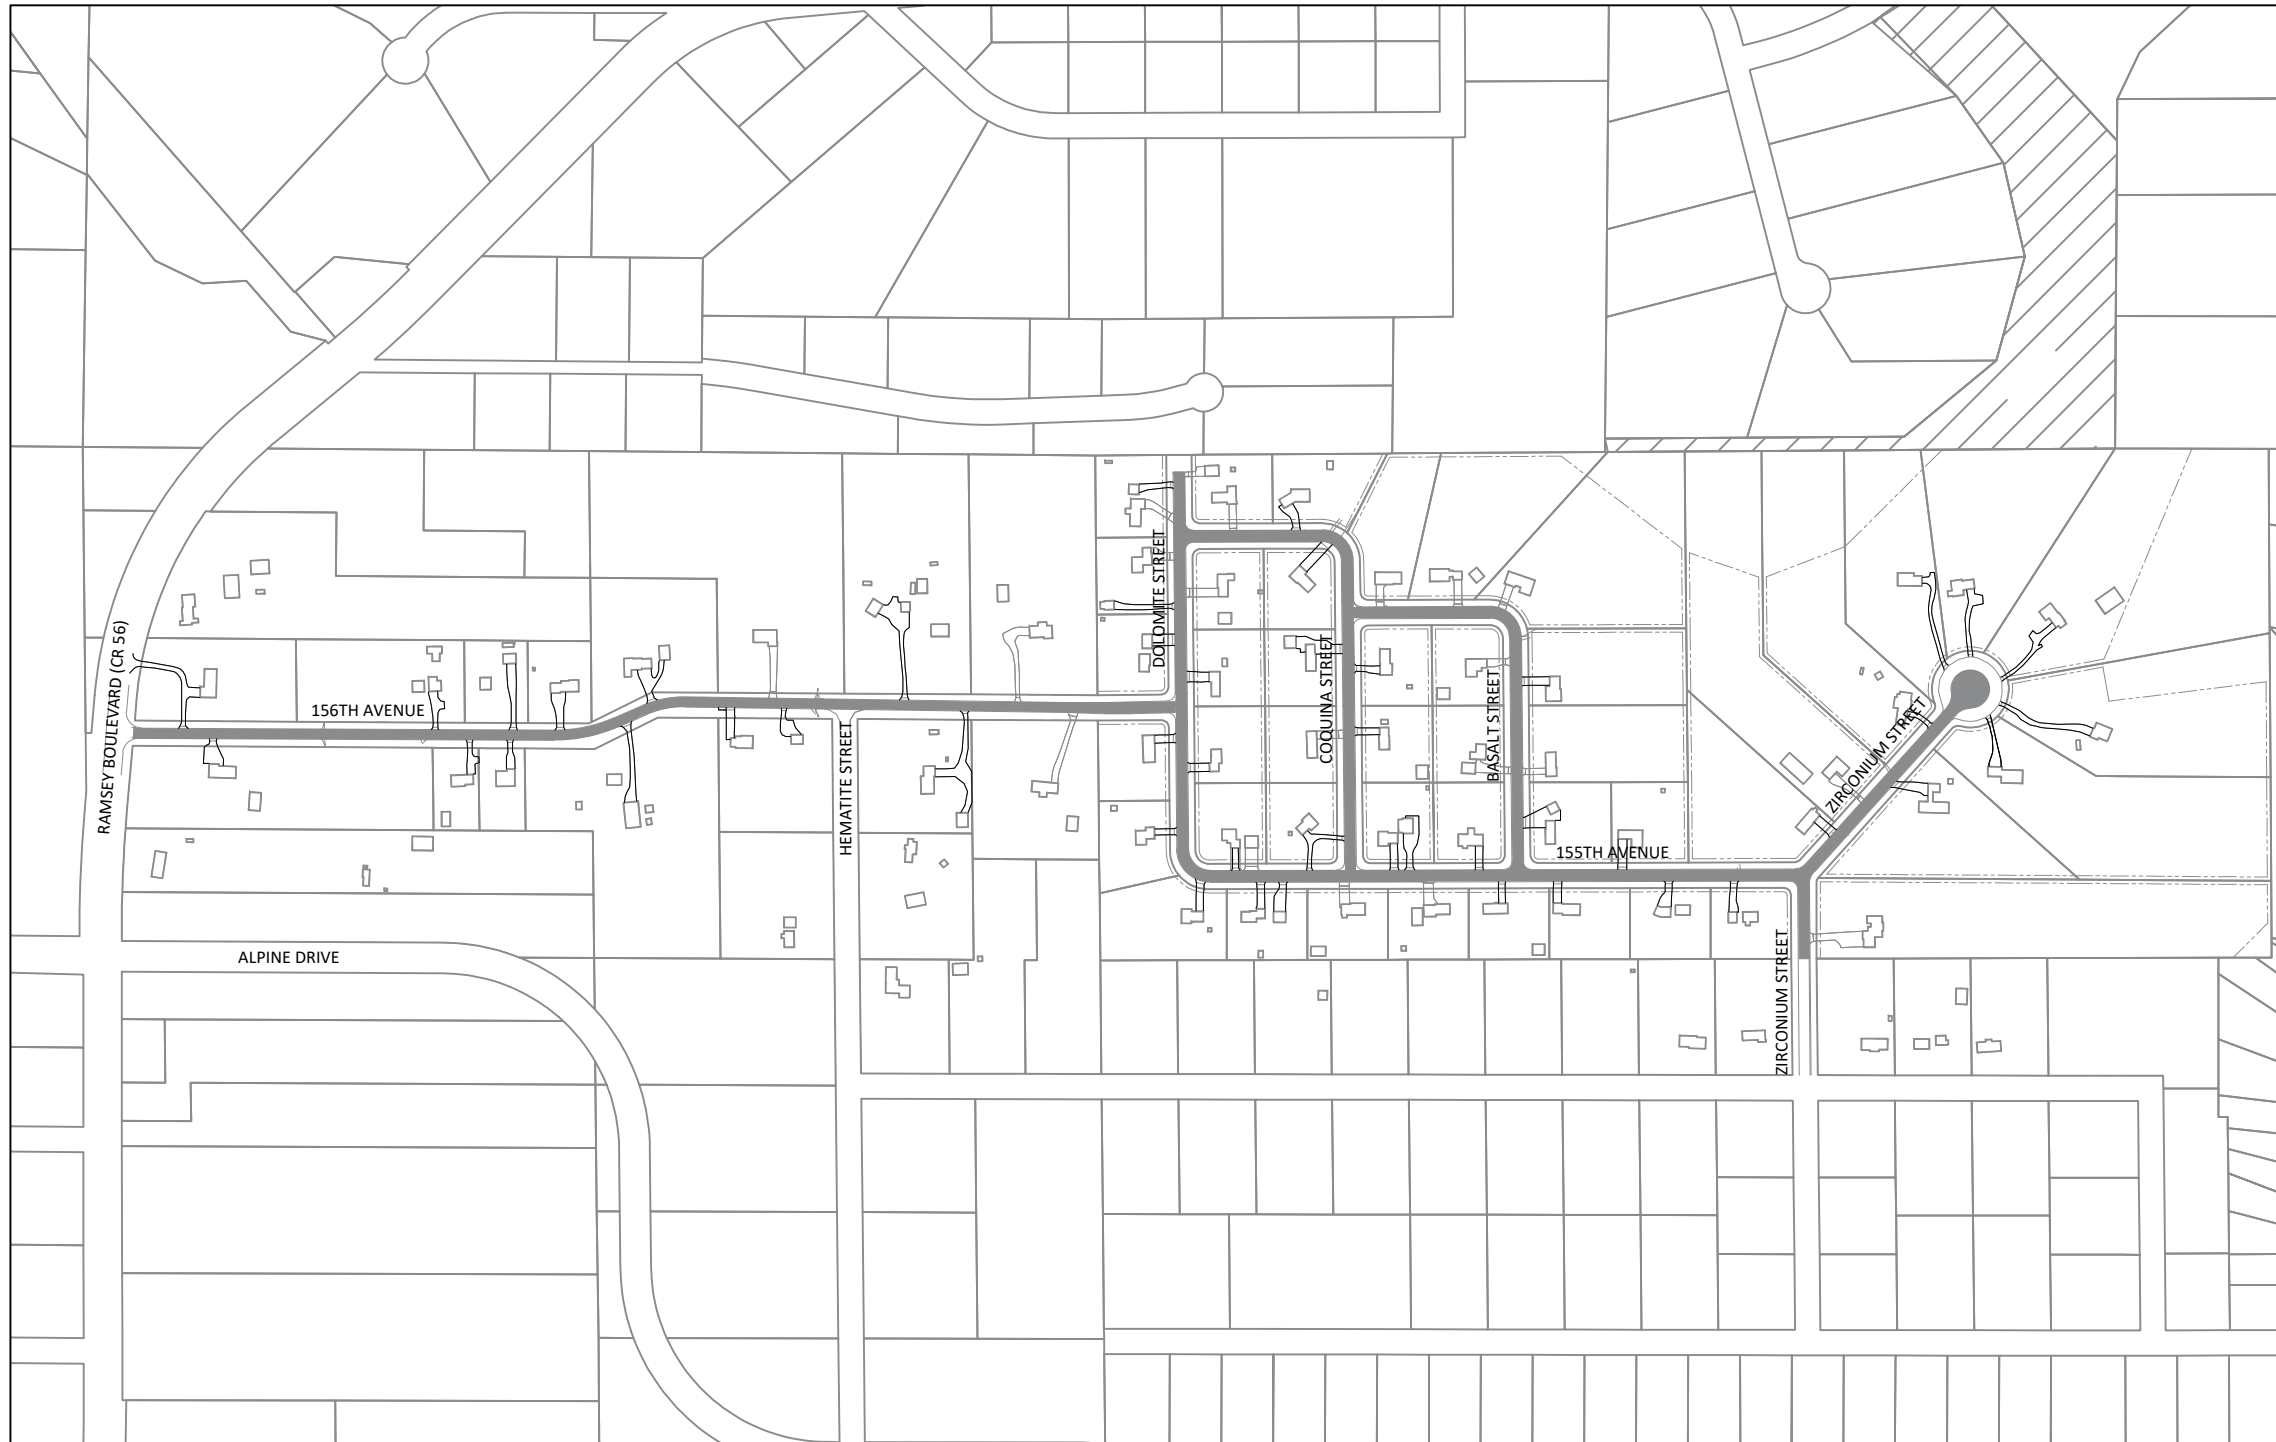 DOLOMITE STREET
RAMSEY BOULEVARD (CR 56)
156TH AVENUE
COQUINA STREET
BASALT STREET
ZIRCONIUM STREET
HEMATITE STREET
155TH AVENUE
ALPINE DRIVE
ZIRCONIUM STREET